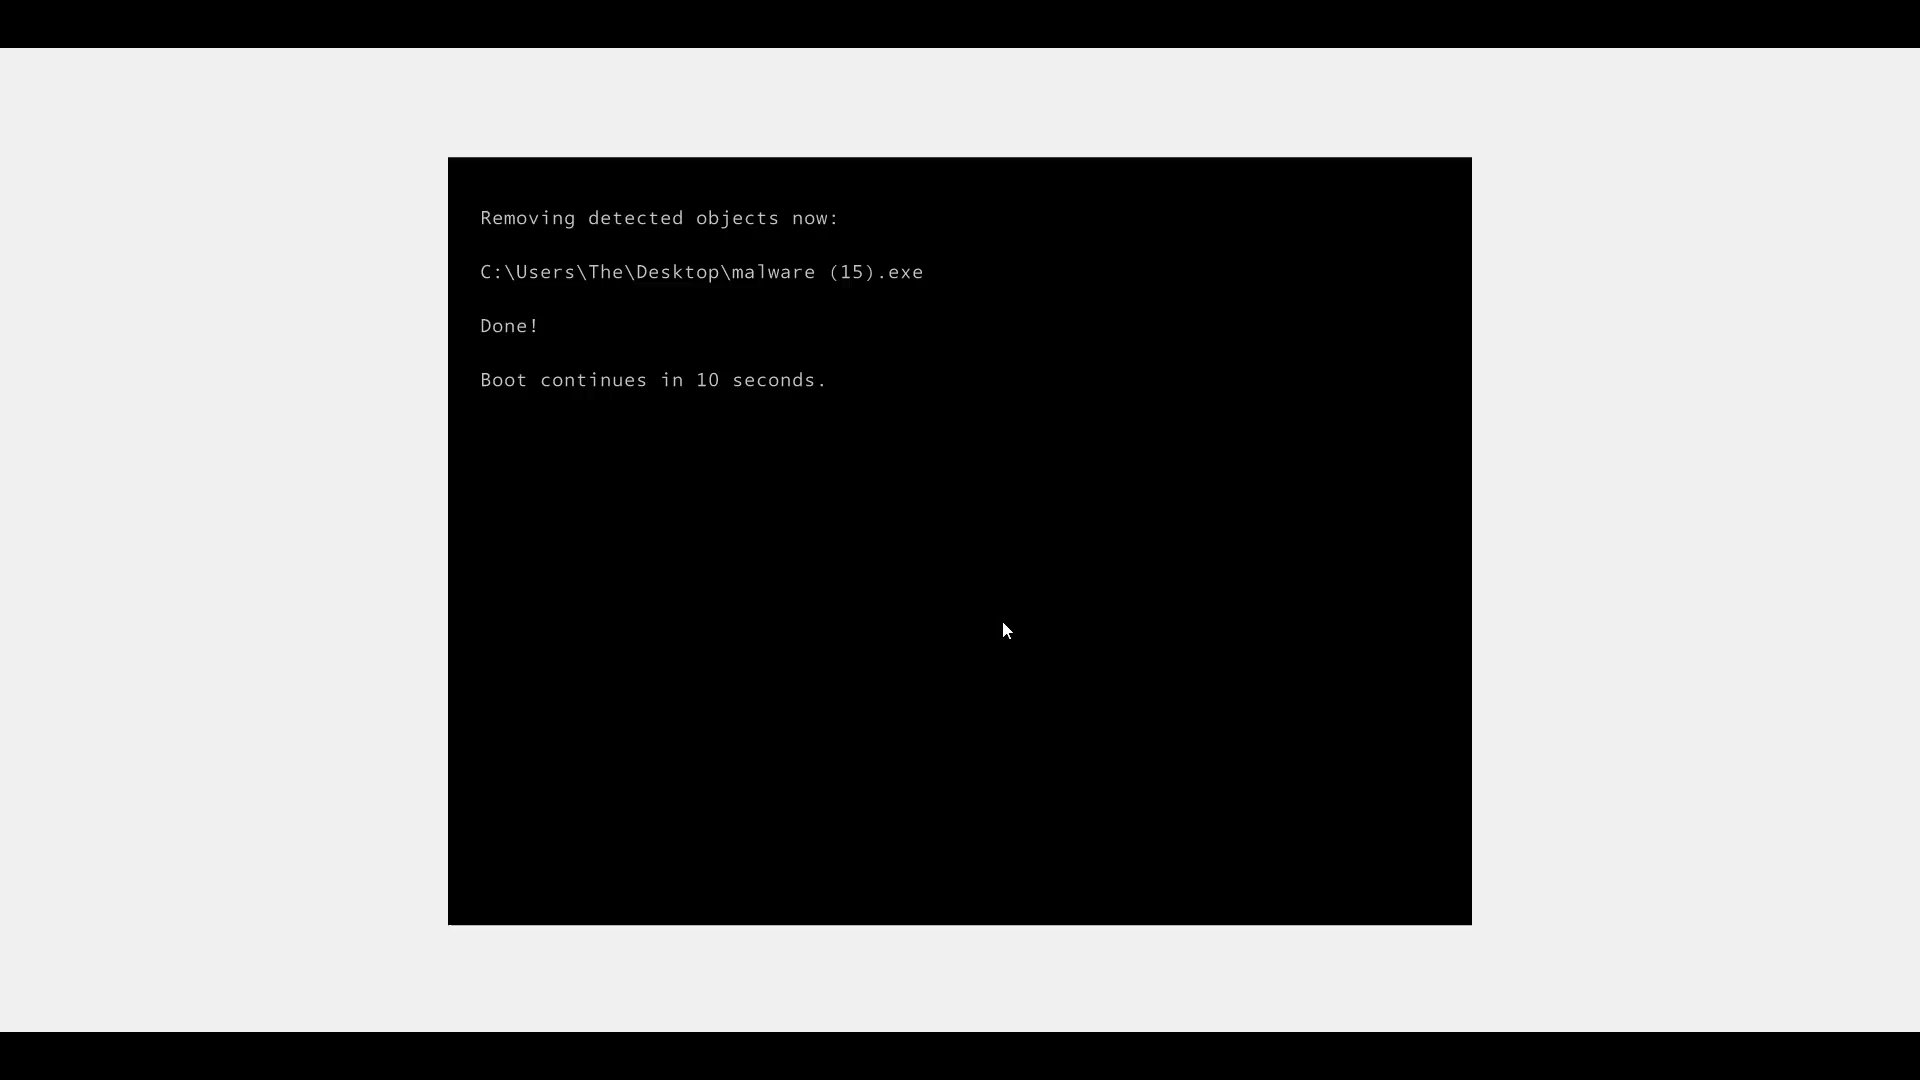 Removing detected objects now:
C:\Users\The\Desktop\malware (15).exe
Done!
Boot continues in 10 seconds.